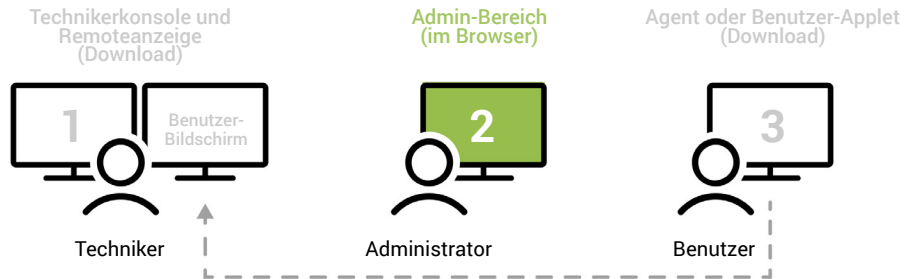 Technikerkonsole und
Remoteanzeige
(Download)
Admin-Bereich
(im Browser)
Agent oder Benutzer-Applet
(Download)
1
Benutzer-
Bildschirm
2
3
Techniker
Administrator
Benutzer